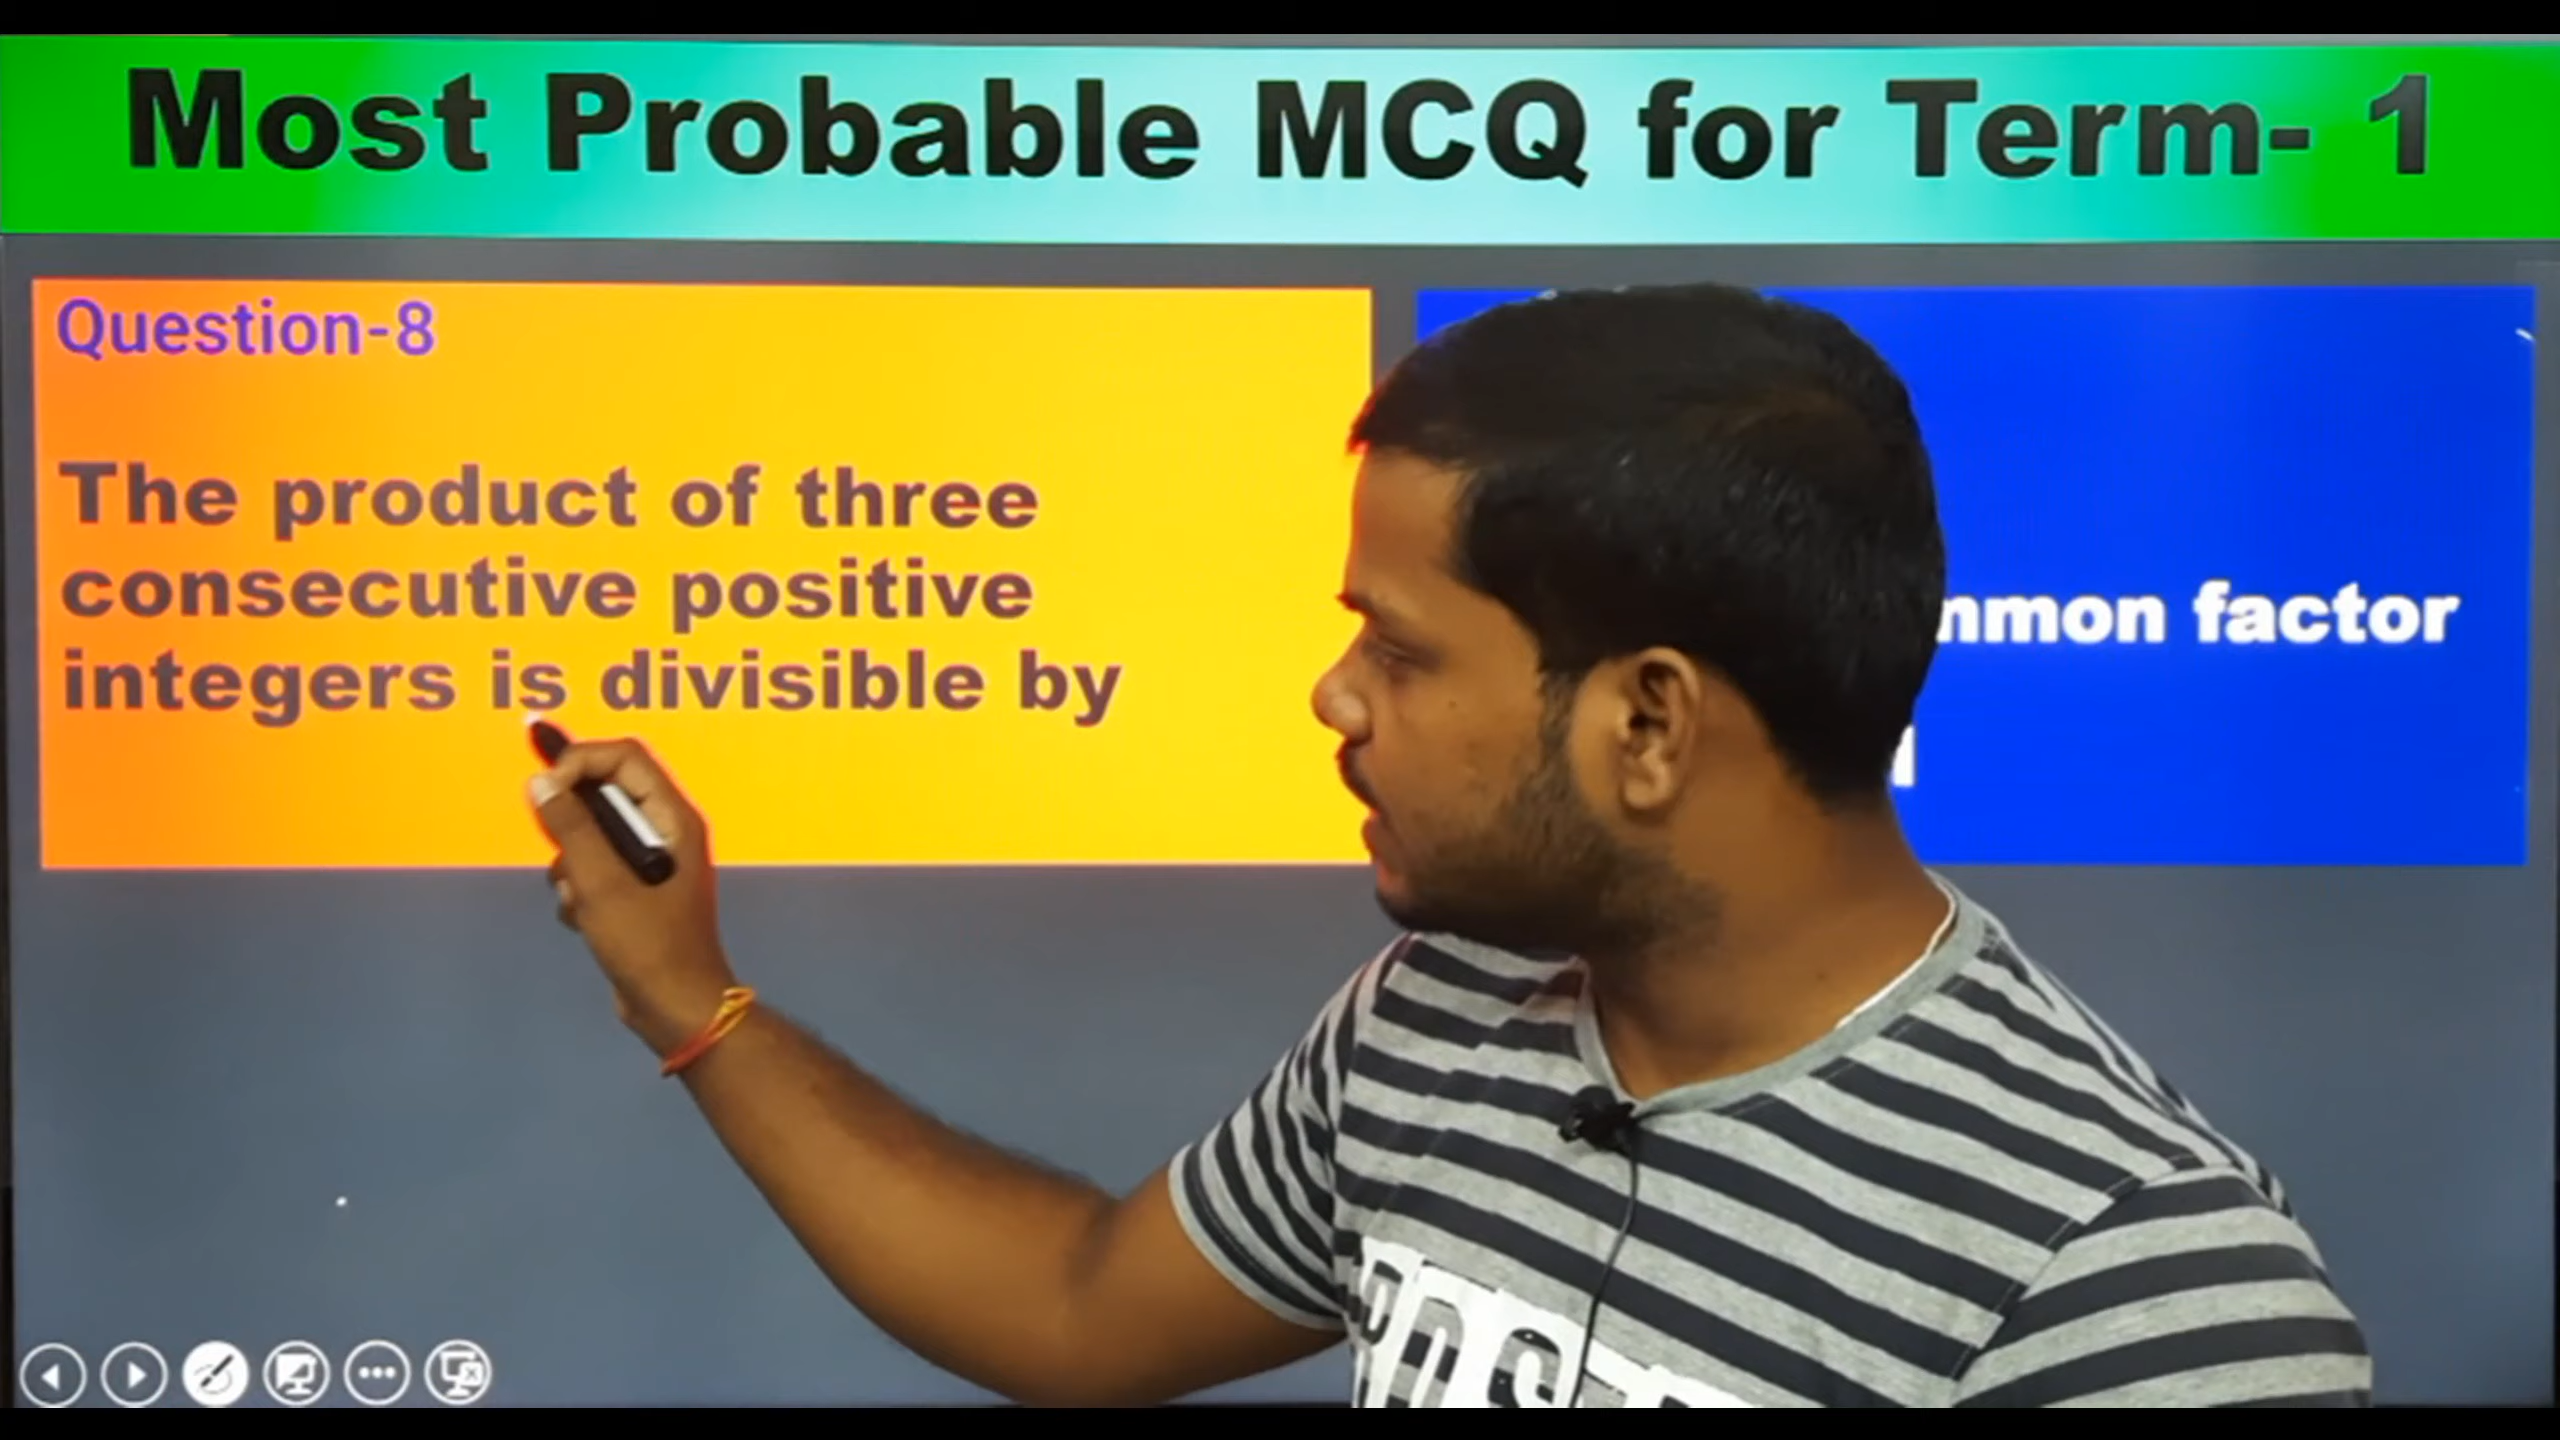 Most Probable MCQ for Term- 1
Question-8
The product of three
consecutive positive
integers is divisible by
factor